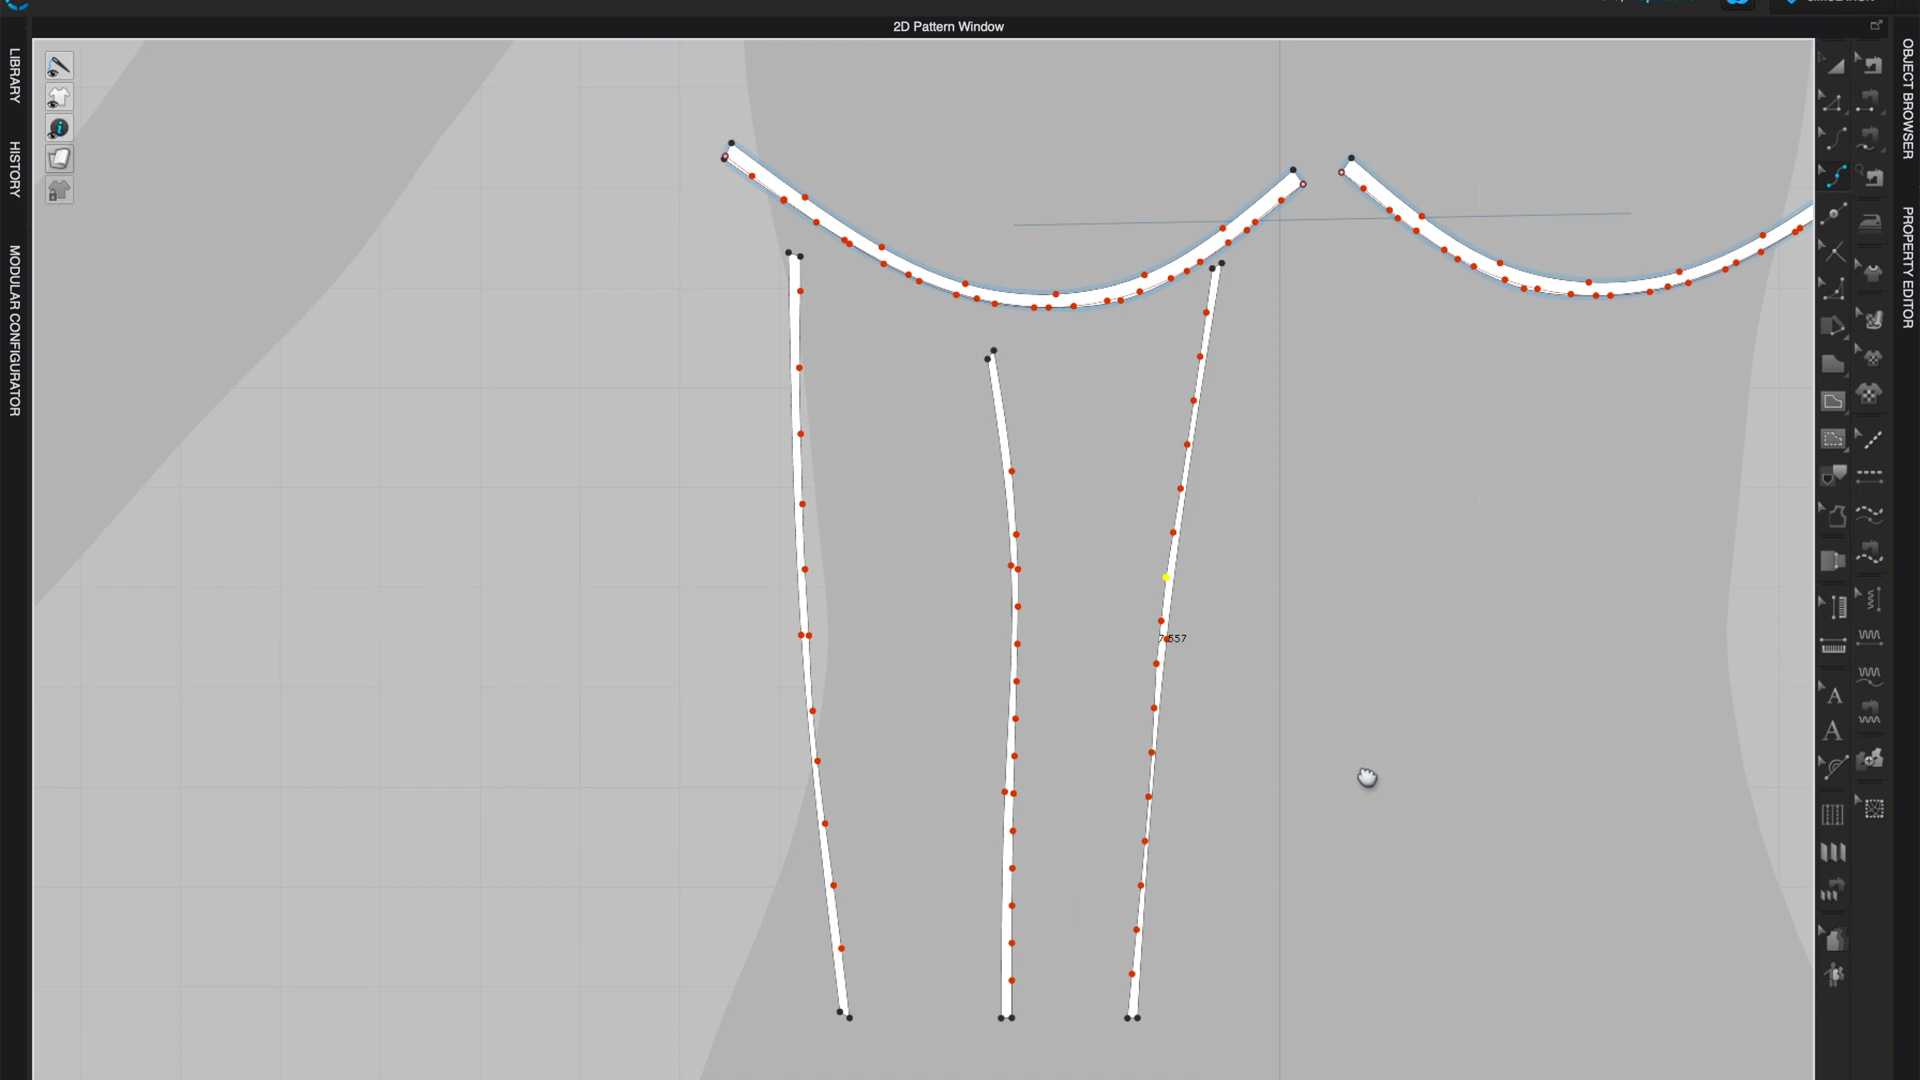 2D Pattern Window
LIBRARY
HISTORY
MODULAR CONFIGURATOR
OBJECT BROWSER
PROPERTY EDITOR
A
A